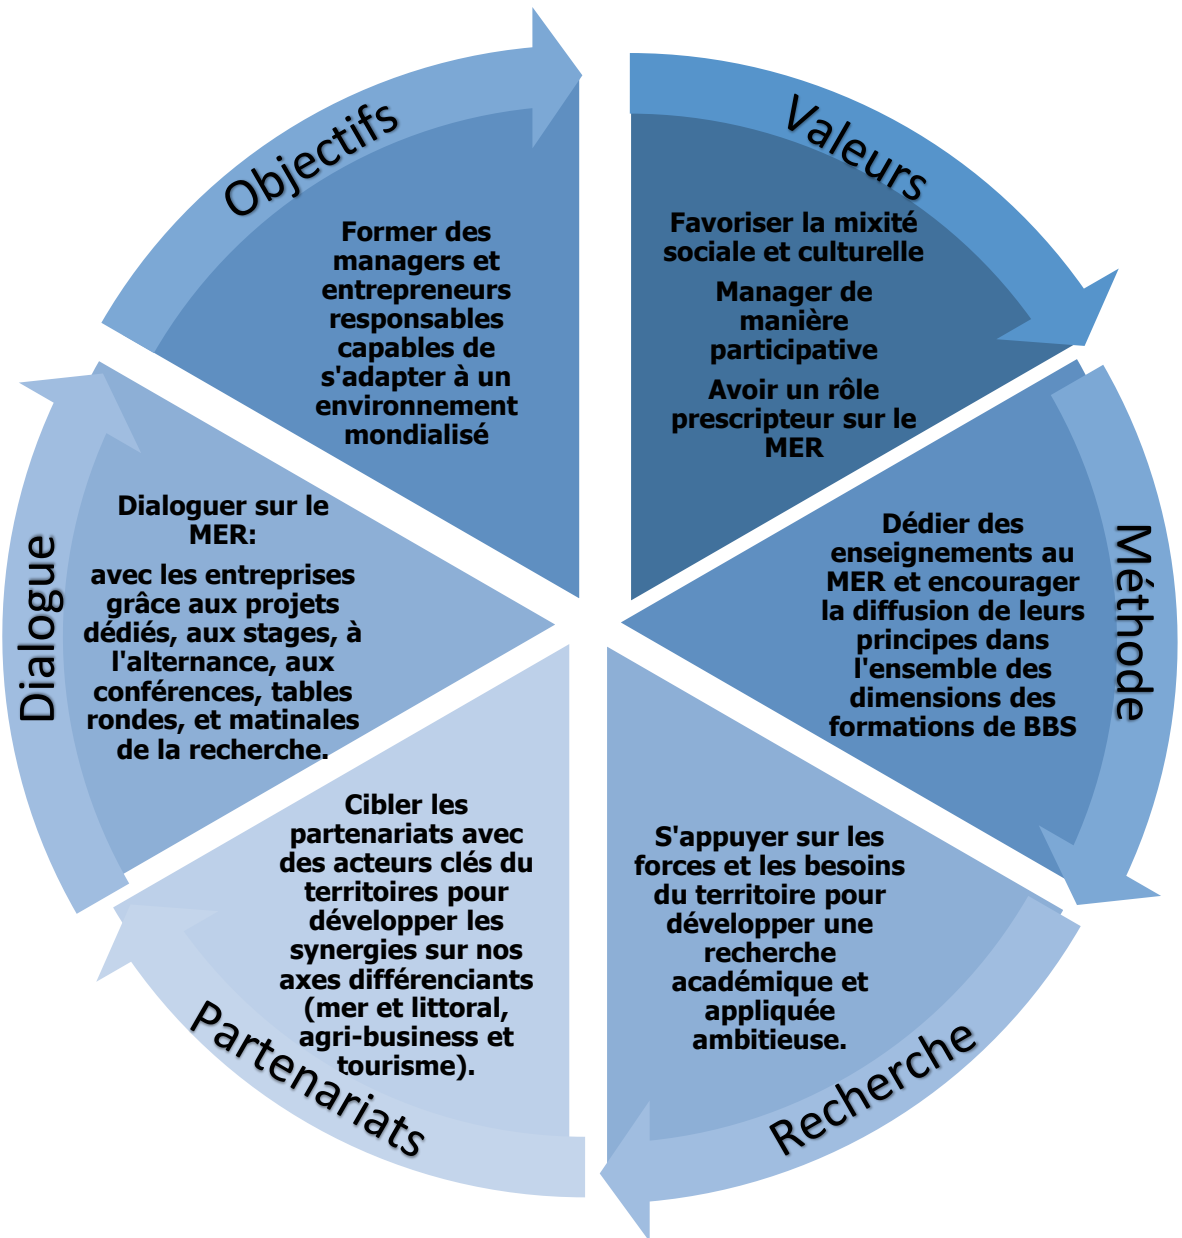 Objectifs
Former des
managers et
entrepreneurs
responsables
capables de
s'adapter à un
environnement
mondialisé
Valeurs
Favoriser la mixité
sociale et culturelle
Manager de
manière
participative
Avoir un rôle
prescripteur sur le
MER
Méthode
Dédier des
enseignements au
MER et encourager
la diffusion de leurs
principes dans
l'ensemble des
dimensions des
formations de BBS
Recherche
S'appuyer sur les
forces et les besoins
du territoire pour
développer une
recherche
académique et
appliquée
ambitieuse.
Partenariats
Cibler les
partenariats avec
des acteurs clés du
territoires pour
développer les
synergies sur nos
axes différenciants
(mer et littoral,
agri-business et
tourisme).
Dialogue
Dialoguer sur le
MER:
avec les entreprises
grâce aux projets
dédiés, aux stages, à
l'alternance, aux
conférences, tables
rondes, et matinales
de la recherche.